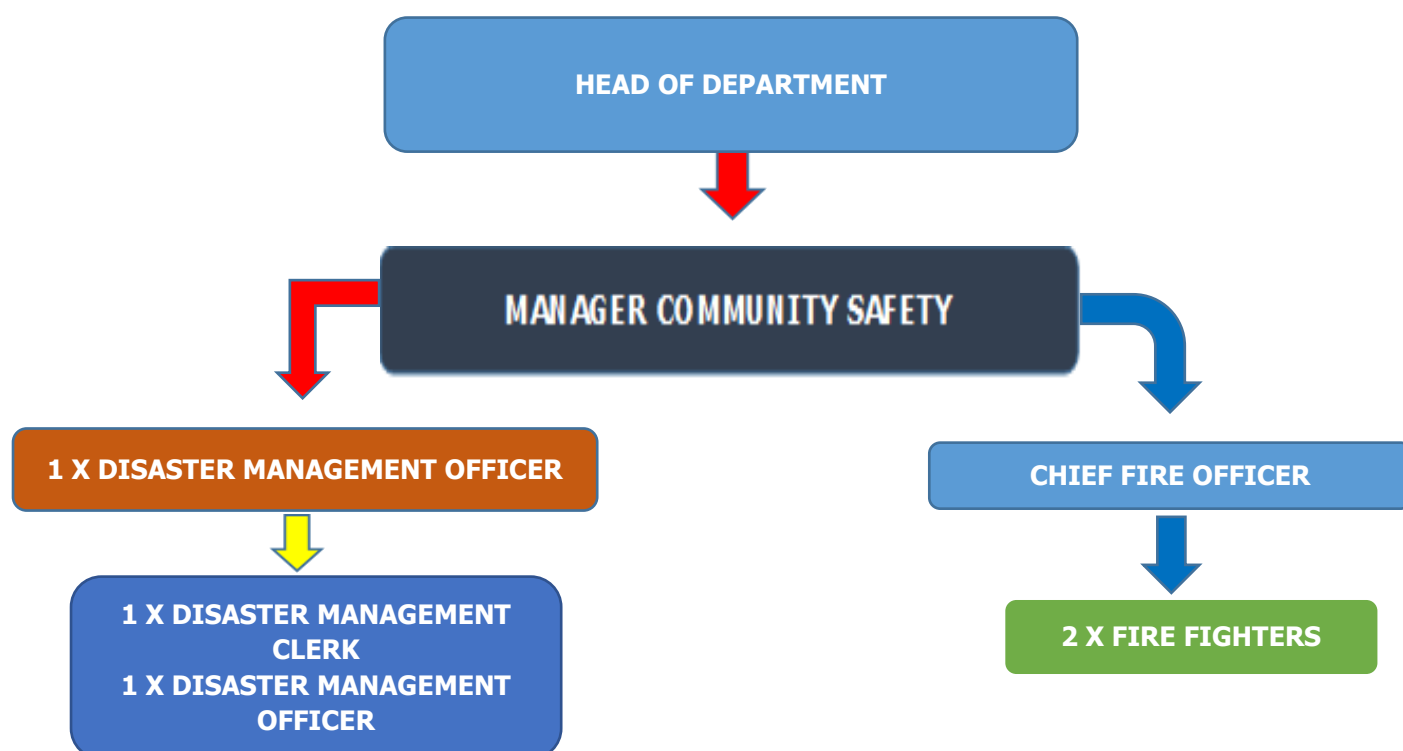 HEAD OF DEPARTMENT
MANAGER COMMUNITY SAFETY
1 X DISASTER MANAGEMENT OFFICER
CHIEF FIRE OFFICER
1 X DISASTER MANAGEMENT
CLERK
1 X DISASTER MANAGEMENT
OFFICER
2 X FIRE FIGHTERS